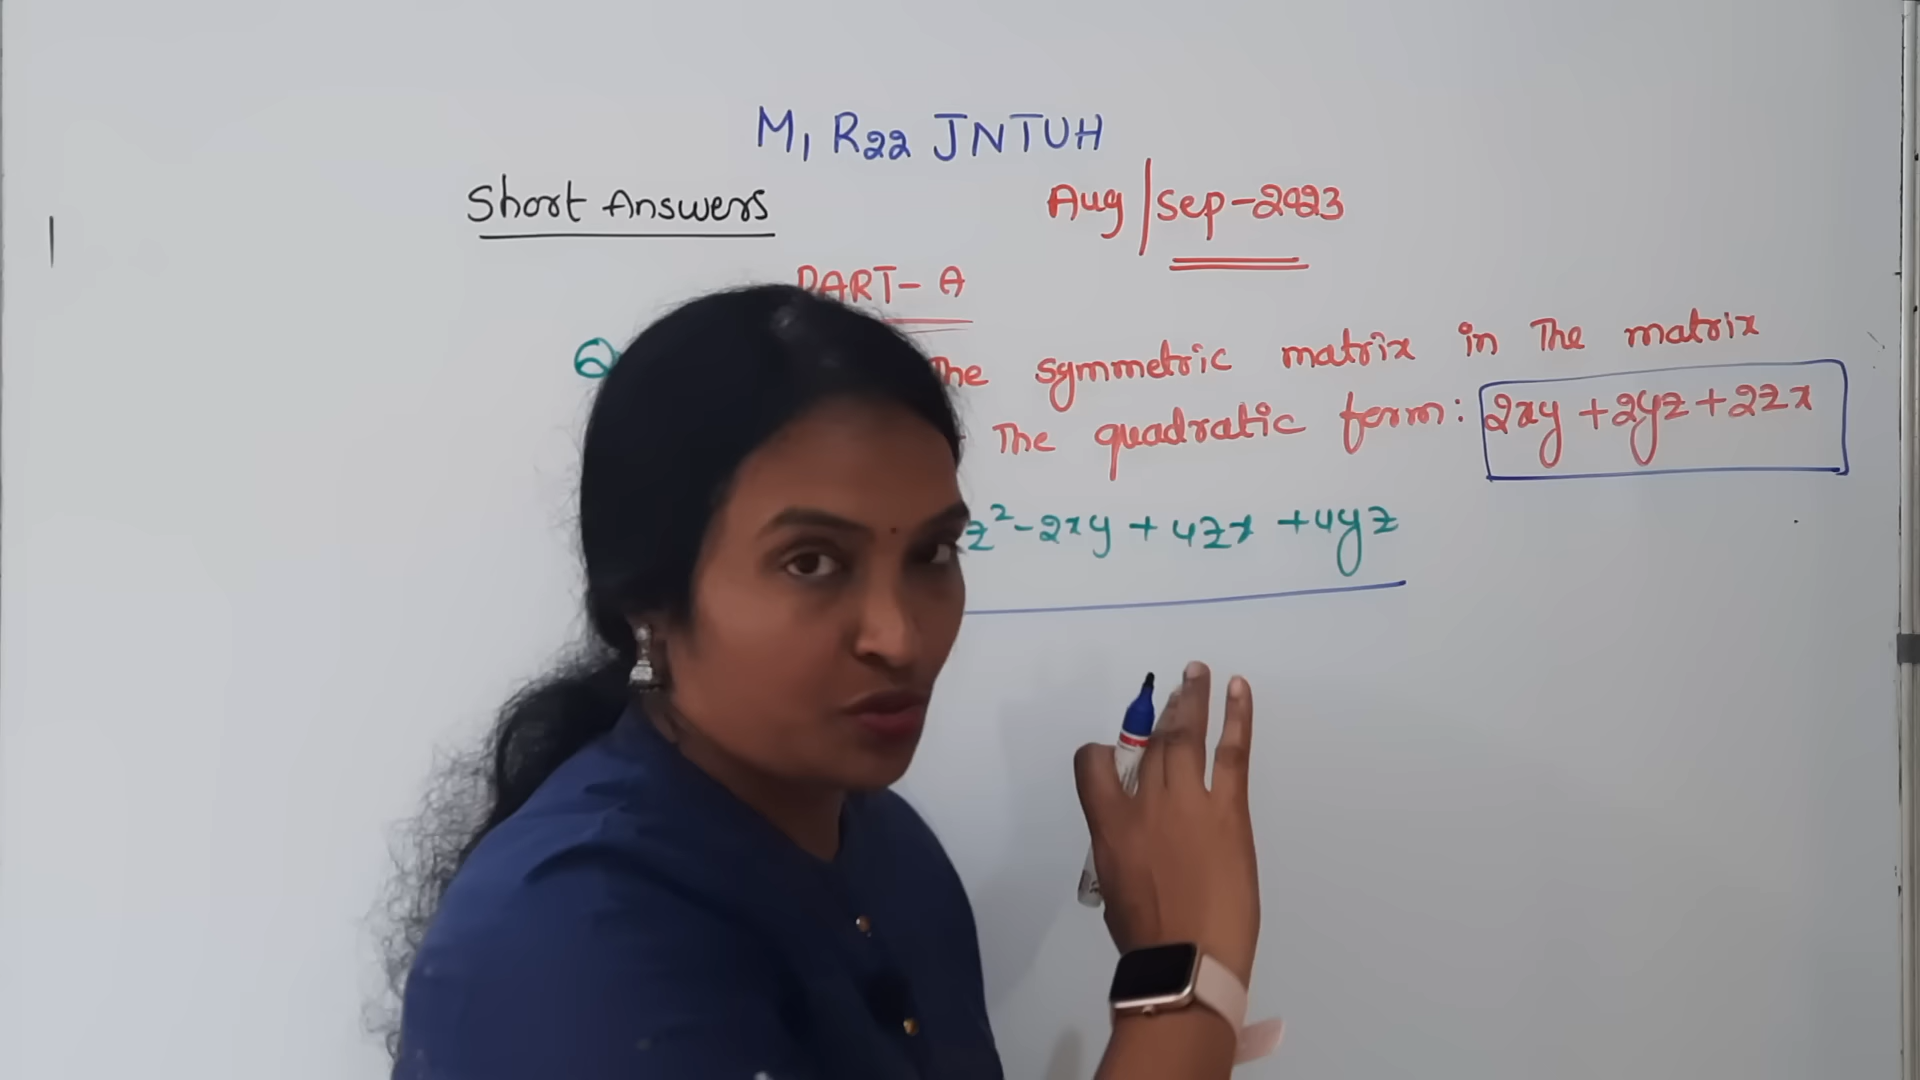 M1 R22 JNTUH
Short Answers Aug/Sep-2023
PART-A
The symmetric matrix in The matrix
The quadratic form: 2xy+2yz+2zx
z²-2xy+4zx+4yz